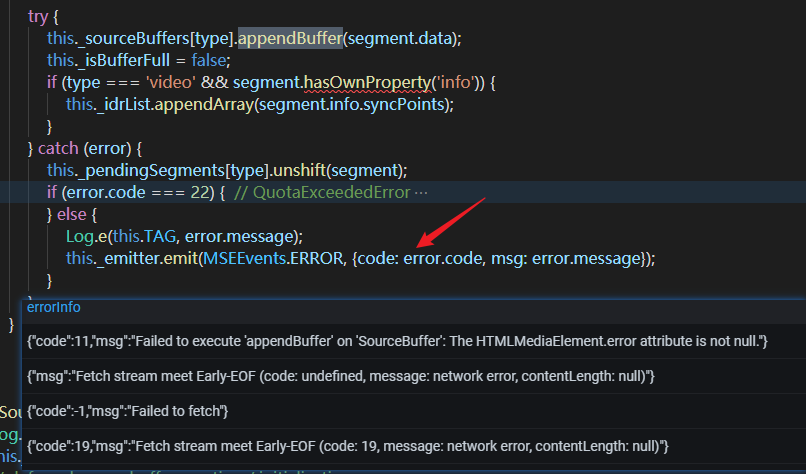 try {
this._sourceBuffers[type].appendBuffer(segment.data);
this._isBufferFull = false;
if (type === 'video' && segment.hasOwnProperty('info')) {
this._idrList.appendArray(segment.info.syncPoints);
}
} catch (error) {
this._pendingSegments[type].unshift(segment);
if (error.code === 22) { // QuotaExceededError ···
} else {
Log.e(this.TAG, error.message);
this._emitter.emit(MSEEvents.ERROR, {code: error.code, msg: error.message});
}
errorInfo
}
{"code":11,"msg":"Failed to execute 'appendBuffer' on 'SourceBuffer': The HTMLMediaElement.error attribute is not null."}
{"msg":"Fetch stream meet Early-EOF (code: undefined, message: network error, contentLength: null)"}
{"code":-1,"msg":"Failed to fetch"}
{"code":19,"msg":"Fetch stream meet Early-EOF (code: 19, message: network error, contentLength: null)"}